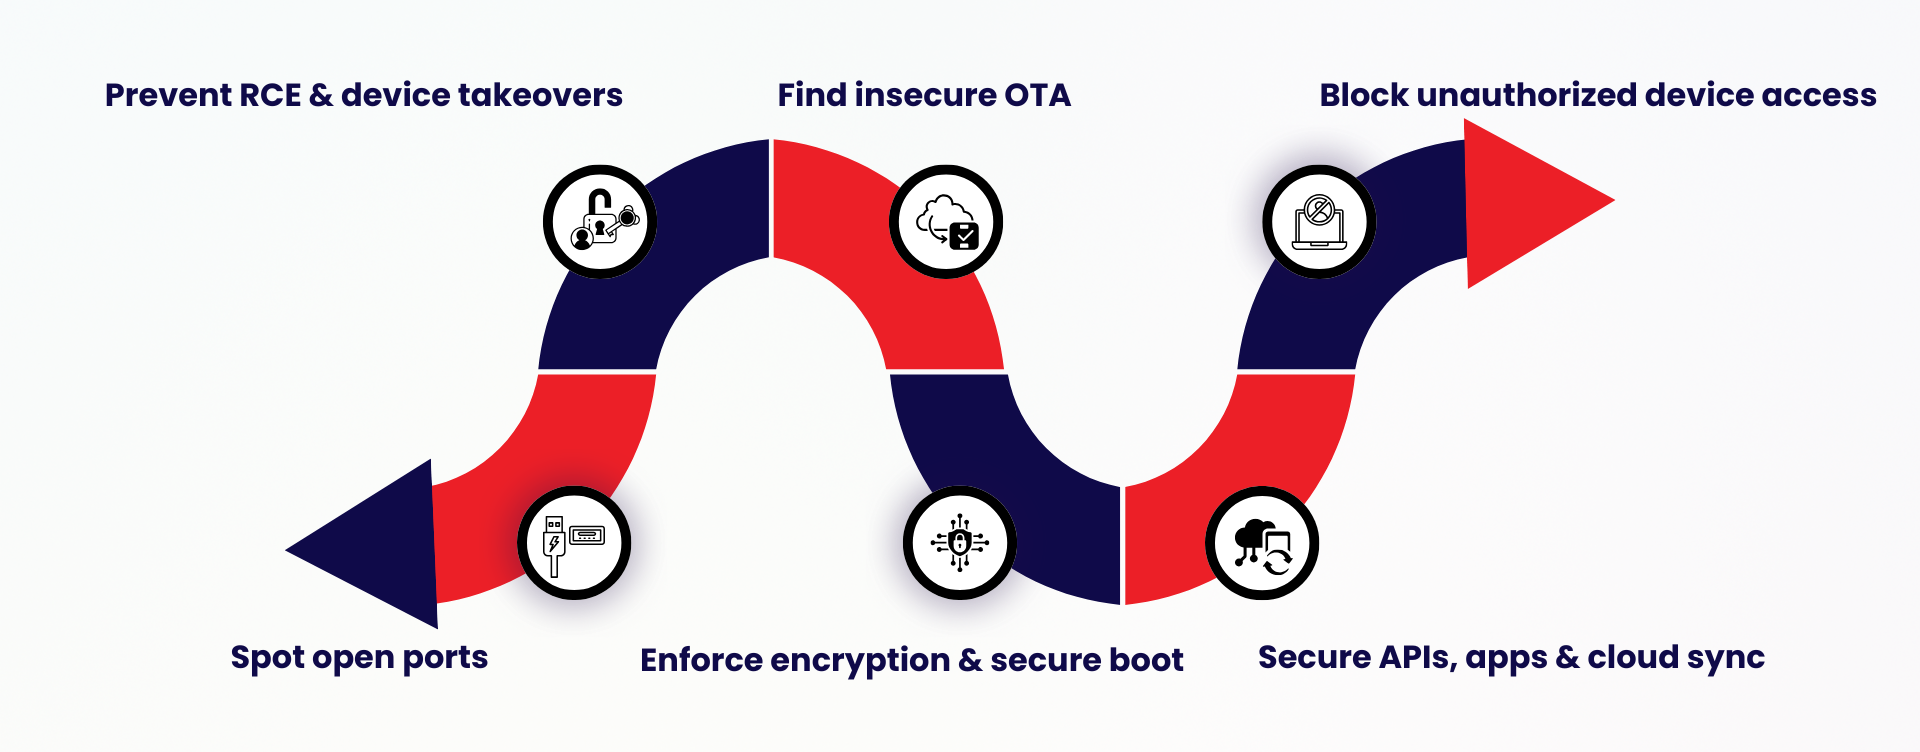 Prevent RCE & device takeovers
Find insecure OTA
Block unauthorized device access
Spot open ports
Enforce encryption & secure boot
Secure APIs, apps & cloud sync